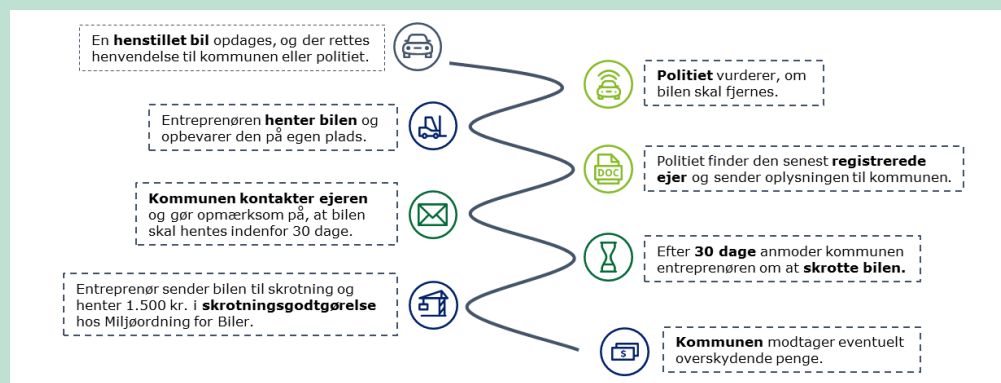 En henstillet bil opdages, og der rettes
henvendelse til kommunen eller politiet.
Politiet vurderer, om
bilen skal fjernes.
Entreprenøren henter bilen og
opbevarer den på egen plads.
DOC
Politiet finder den senest registrerede
ejer og sender oplysningen til kommunen.
Kommunen kontakter ejeren
og gør opmærksom på, at bilen
skal hentes indenfor 30 dage.
Efter 30 dage anmoder kommunen
entreprenøren om at skrotte bilen.
Entreprenør sender bilen til skrotning og
henter 1.500 kr. i skrotningsgodtgørelse
hos Miljøordning for Biler.
$
Kommunen modtager eventuelt
overskydende penge.